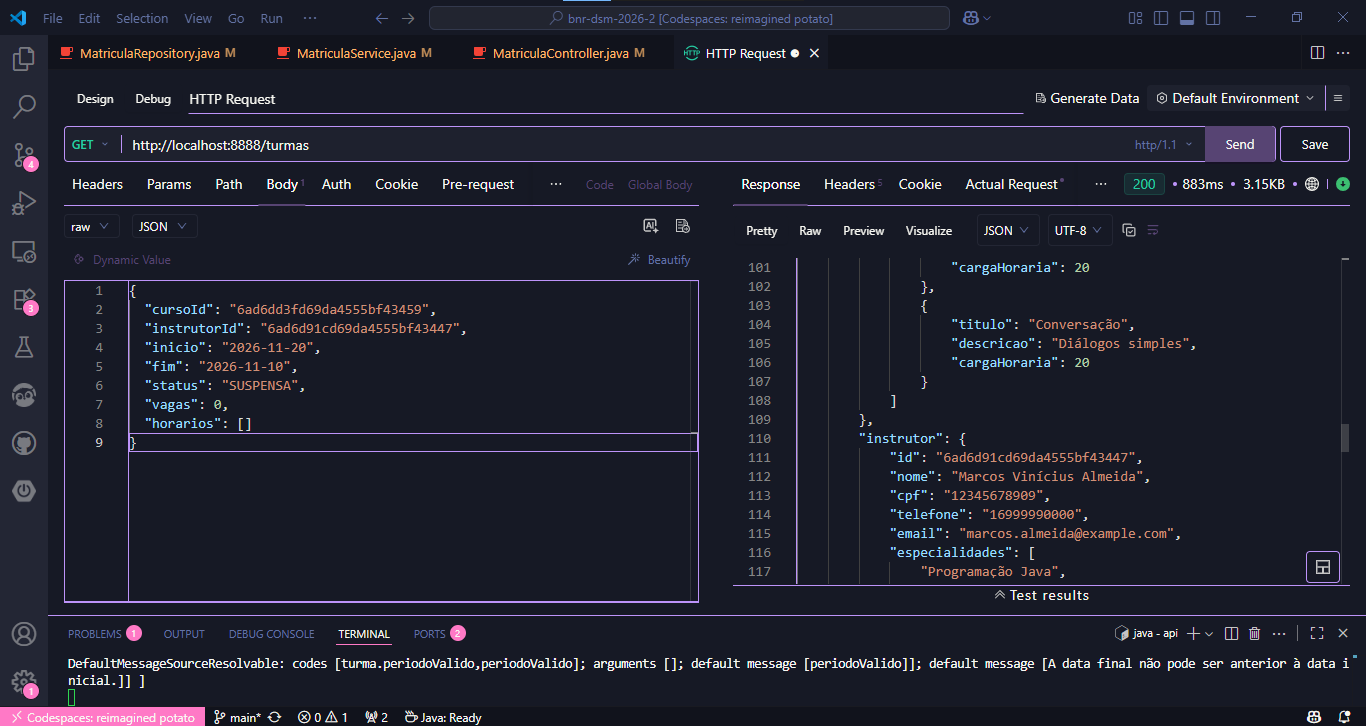 File Edit Selection View Go Run ··· bnr-dsm-2026-2 [Codespaces: reimagined potato]
MatriculaRepository.java M MatriculaService.java M MatriculaController.java M HTTP HTTP Request
Design Debug HTTP Request Generate Data Default Environment
GET http://localhost:8888/turmas http/1.1 Send Save
Headers Params Path Body 1 Auth Cookie Pre-request ··· Code Global Body
Response Headers 5 Cookie Actual Request ··· 200 • 883ms • 3.15KB •
raw JSON
Pretty Raw Preview Visualize JSON UTF-8
Dynamic Value Beautify
1 {
2 "cursoId": "6ad6dd3fd69da4555bf43459",
3 "instrutorId": "6ad6d91cd69da4555bf43447",
4 "inicio": "2026-11-20",
5 "fim": "2026-11-10",
6 "status": "SUSPENSA",
7 "vagas": 0,
8 "horarios": []
9 }
101 "cargaHoraria": 20
102 },
103 {
104 "titulo": "Conversação",
105 "descricao": "Diálogos simples",
106 "cargaHoraria": 20
107 }
108 ]
109 },
110 "instrutor": {
111 "id": "6ad6d91cd69da4555bf43447",
112 "nome": "Marcos Vinícius Almeida",
113 "cpf": "12345678909",
114 "telefone": "16999990000",
115 "email": "marcos.almeida@example.com",
116 "especialidades": [
117 "Programação Java",
Test results
PROBLEMS 1 OUTPUT DEBUG CONSOLE TERMINAL PORTS 2 java - api
DefaultMessageSourceResolvable: codes [turma.periodoValido,periodoValido]; arguments []; default message [periodoValido]]; default message [A data final não pode ser anterior à data i
nicial.]] ]
4
3
1
Codespaces: reimagined potato main* 0 1 2 Java: Ready